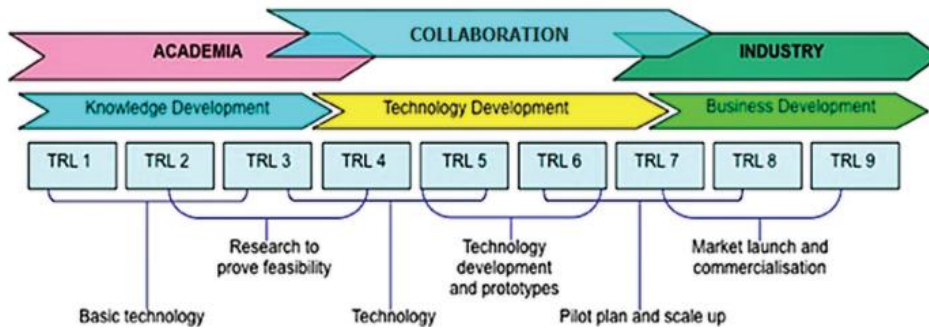 COLLABORATION
ACADEMIA
INDUSTRY
Knowledge Development
Technology Development
Business Development
TRL 1
TRL 2
TRL 3
TRL 4
TRL 5
TRL 6
TRL 7
TRL 8
TRL 9
Research to
prove feasibility
Technology
development
and prototypes
Market launch and
commercialisation
Basic technology
Technology
Pilot plan and scale up